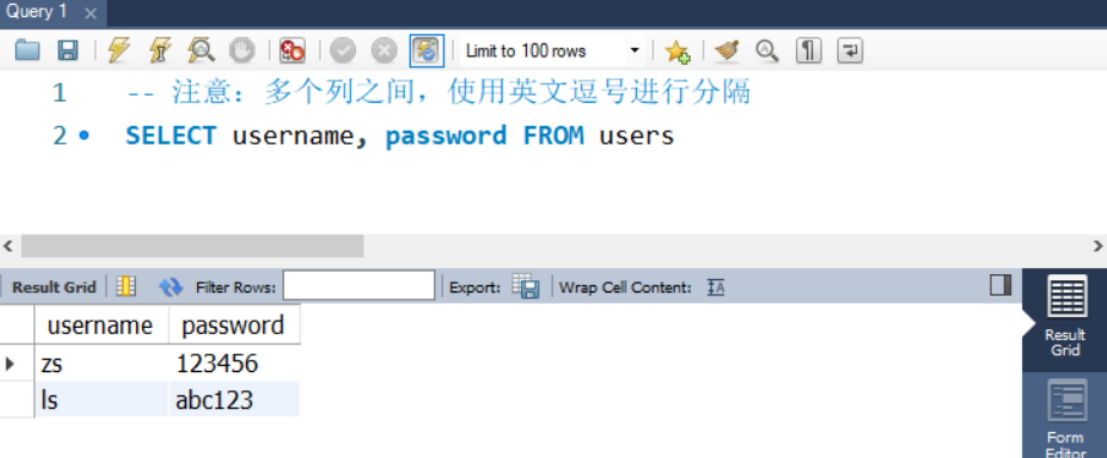 Query 1
Limit to 100 rows
1 -- 注意：多个列之间，使用英文逗号进行分隔
2 SELECT username, password FROM users
Result Grid Filter Rows: Export: Wrap Cell Content:
username password
zs 123456
ls abc123
Result
Grid
Form
Editor